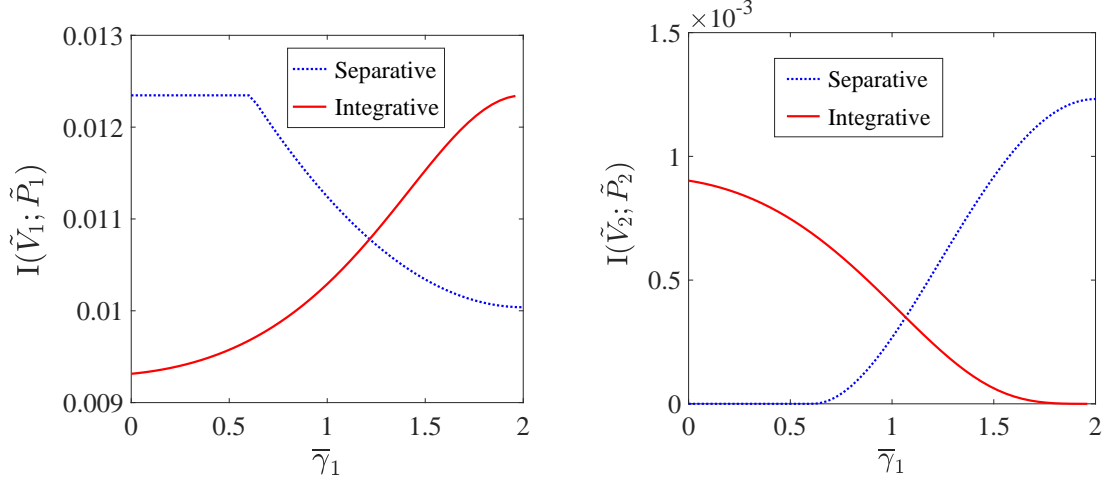 0.013
0.012
0.011
0.01
0.009
I(Ṽ₁; P̃₁)
Separative
Integrative
0
0.5
1
1.5
2
γ̅₁
×10⁻³
1.5
1
0.5
0
I(Ṽ₂; P̃₂)
Separative
Integrative
0
0.5
1
1.5
2
γ̅₁